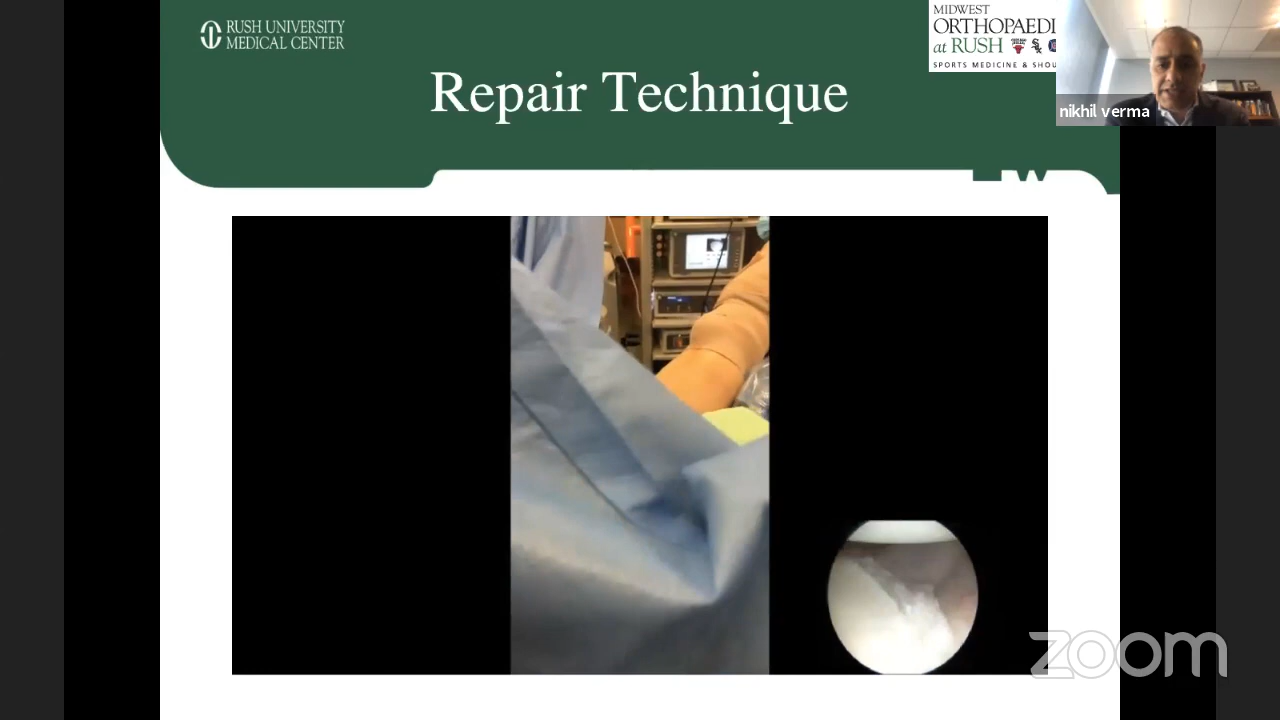 RUSH UNIVERSITY
MEDICAL CENTER
MIDWEST
ORTHOPAEDI
at RUSH
SPORTS MEDICINE & SHOU
Repair Technique
nikhil verma
zoom